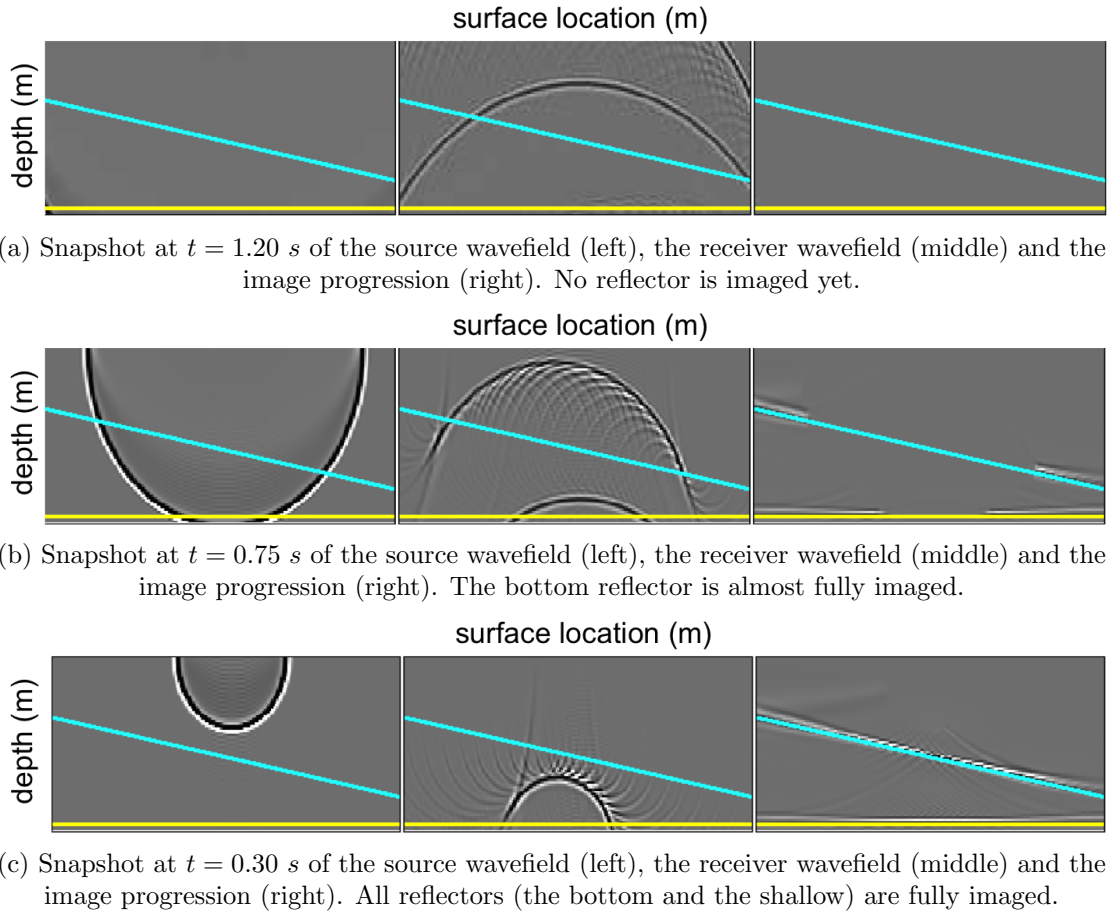 surface location (m)
depth (m)
(a) Snapshot at t = 1.20 s of the source wavefield (left), the receiver wavefield (middle) and the
image progression (right). No reflector is imaged yet.
surface location (m)
depth (m)
(b) Snapshot at t = 0.75 s of the source wavefield (left), the receiver wavefield (middle) and the
image progression (right). The bottom reflector is almost fully imaged.
surface location (m)
depth (m)
(c) Snapshot at t = 0.30 s of the source wavefield (left), the receiver wavefield (middle) and the
image progression (right). All reflectors (the bottom and the shallow) are fully imaged.